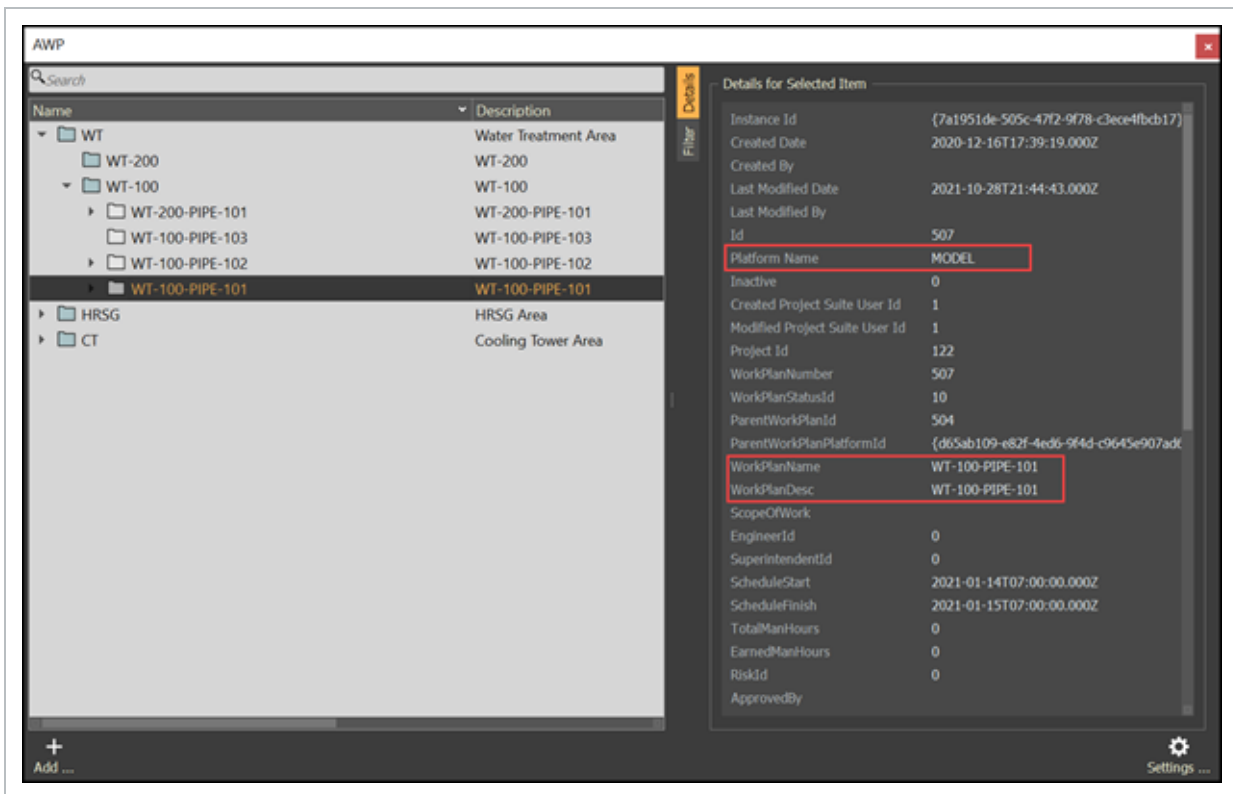 AWP
Search
Name Description
WT Water Treatment Area
WT-200 WT-200
WT-100 WT-100
WT-200-PIPE-101 WT-200-PIPE-101
WT-100-PIPE-103 WT-100-PIPE-103
WT-100-PIPE-102 WT-100-PIPE-102
WT-100-PIPE-101 WT-100-PIPE-101
HRSG HRSG Area
CT Cooling Tower Area
Add ...
Details
Filter
Details for Selected Item
Instance Id {7a1951de-505c-47f2-9f78-c3ece4fbcb17}
Created Date 2020-12-16T17:39:19.000Z
Created By
Last Modified Date 2021-10-28T21:44:43.000Z
Last Modified By
Id 507
Platform Name MODEL
Inactive 0
Created Project Suite User Id 1
Modified Project Suite User Id 1
Project Id 122
WorkPlanNumber 507
WorkPlanStatusId 10
ParentWorkPlanId 504
ParentWorkPlanPlatformId {d65ab109-e82f-4ed6-9f4d-c9645e907ad6
WorkPlanName WT-100-PIPE-101
WorkPlanDesc WT-100-PIPE-101
ScopeOfWork
EngineerId 0
SuperintendentId 0
ScheduleStart 2021-01-14T07:00:00.000Z
ScheduleFinish 2021-01-15T07:00:00.000Z
TotalManHours 0
EarnedManHours 0
RiskId 0
ApprovedBy
Settings ...